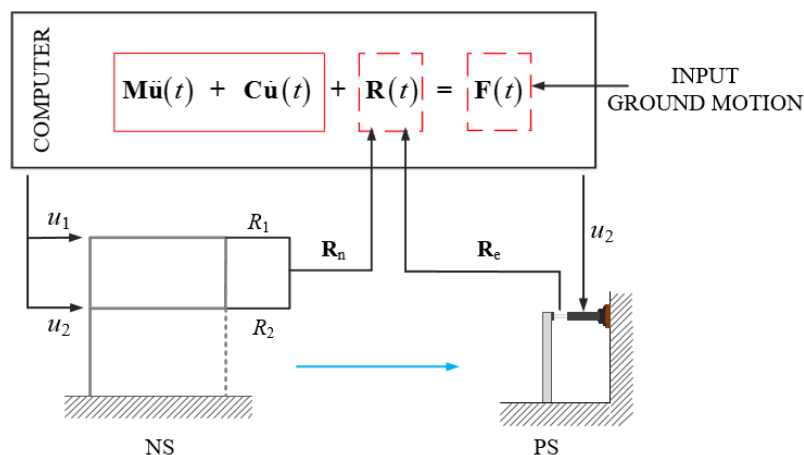 COMPUTER
Mü(t) + Cu̇(t) + R(t) = F(t)
INPUT
GROUND MOTION
u₁
R₁
Rₙ
Rₑ
u₂
u₂
R₂
NS
PS